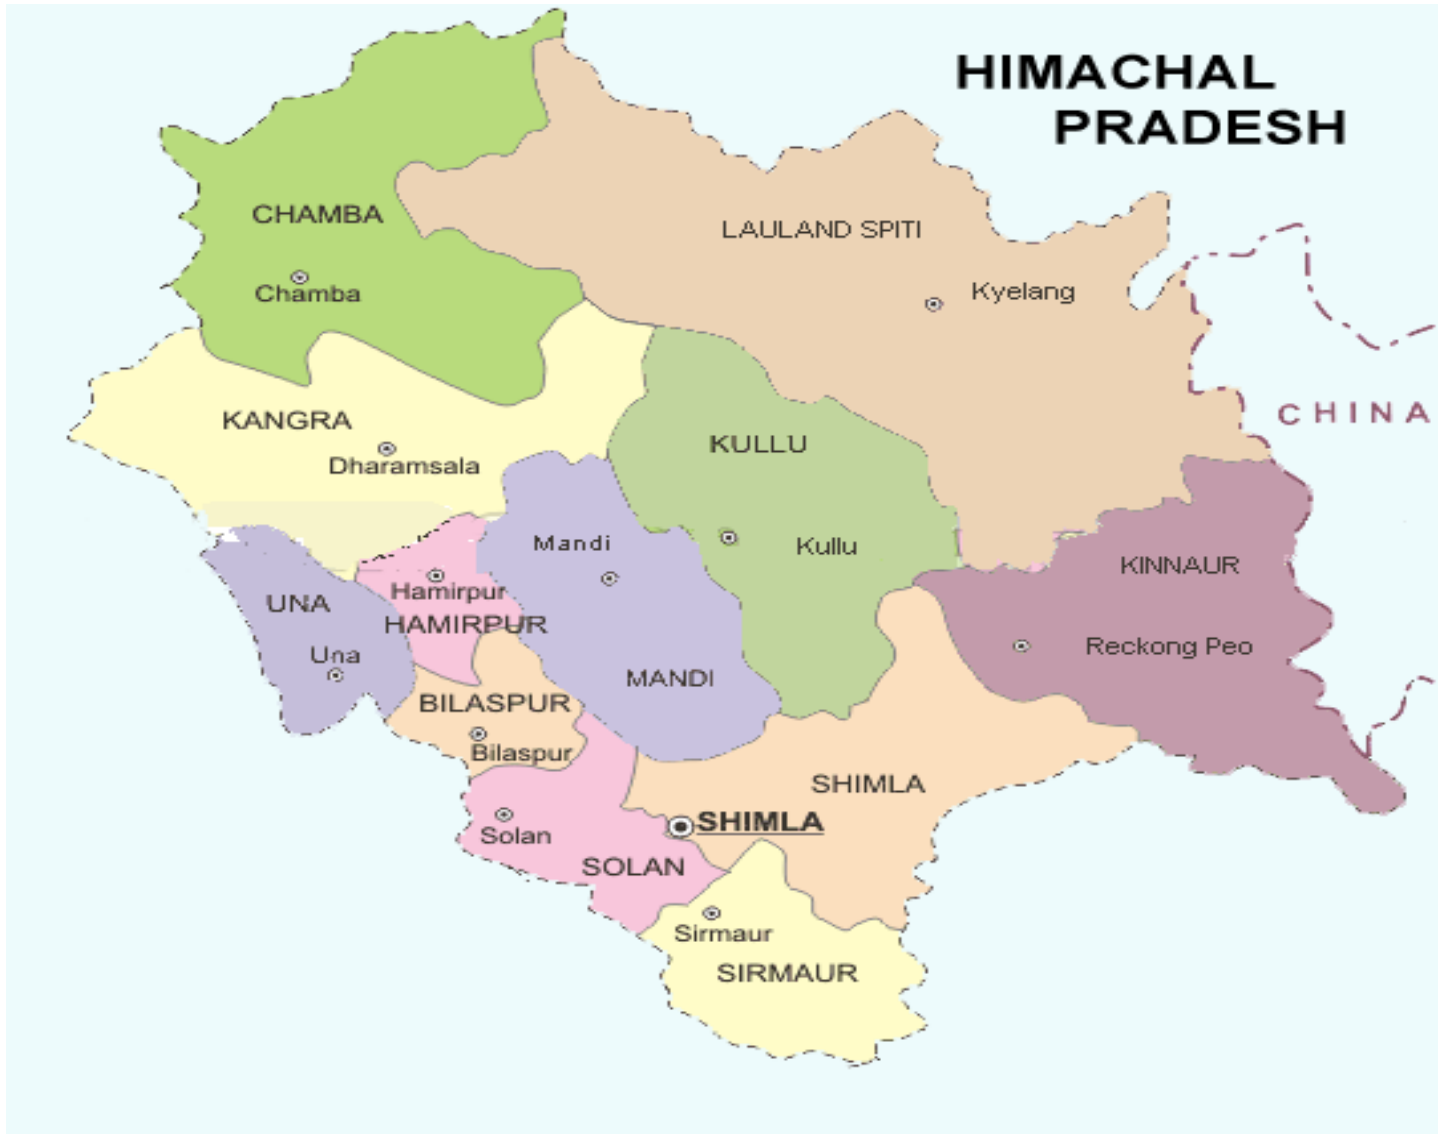 HIMACHAL
PRADESH
CHAMBA
Chamba
LAULAND SPITI
Kyelang
CHINA
KANGRA
Dharamsala
KULLU
Kullu
Mandi
MANDI
KINNAUR
Reckong Peo
Hamirpur
HAMIRPUR
UNA
Una
BILASPUR
Bilaspur
SHIMLA
SHIMLA
Solan
SOLAN
Sirmaur
SIRMAUR